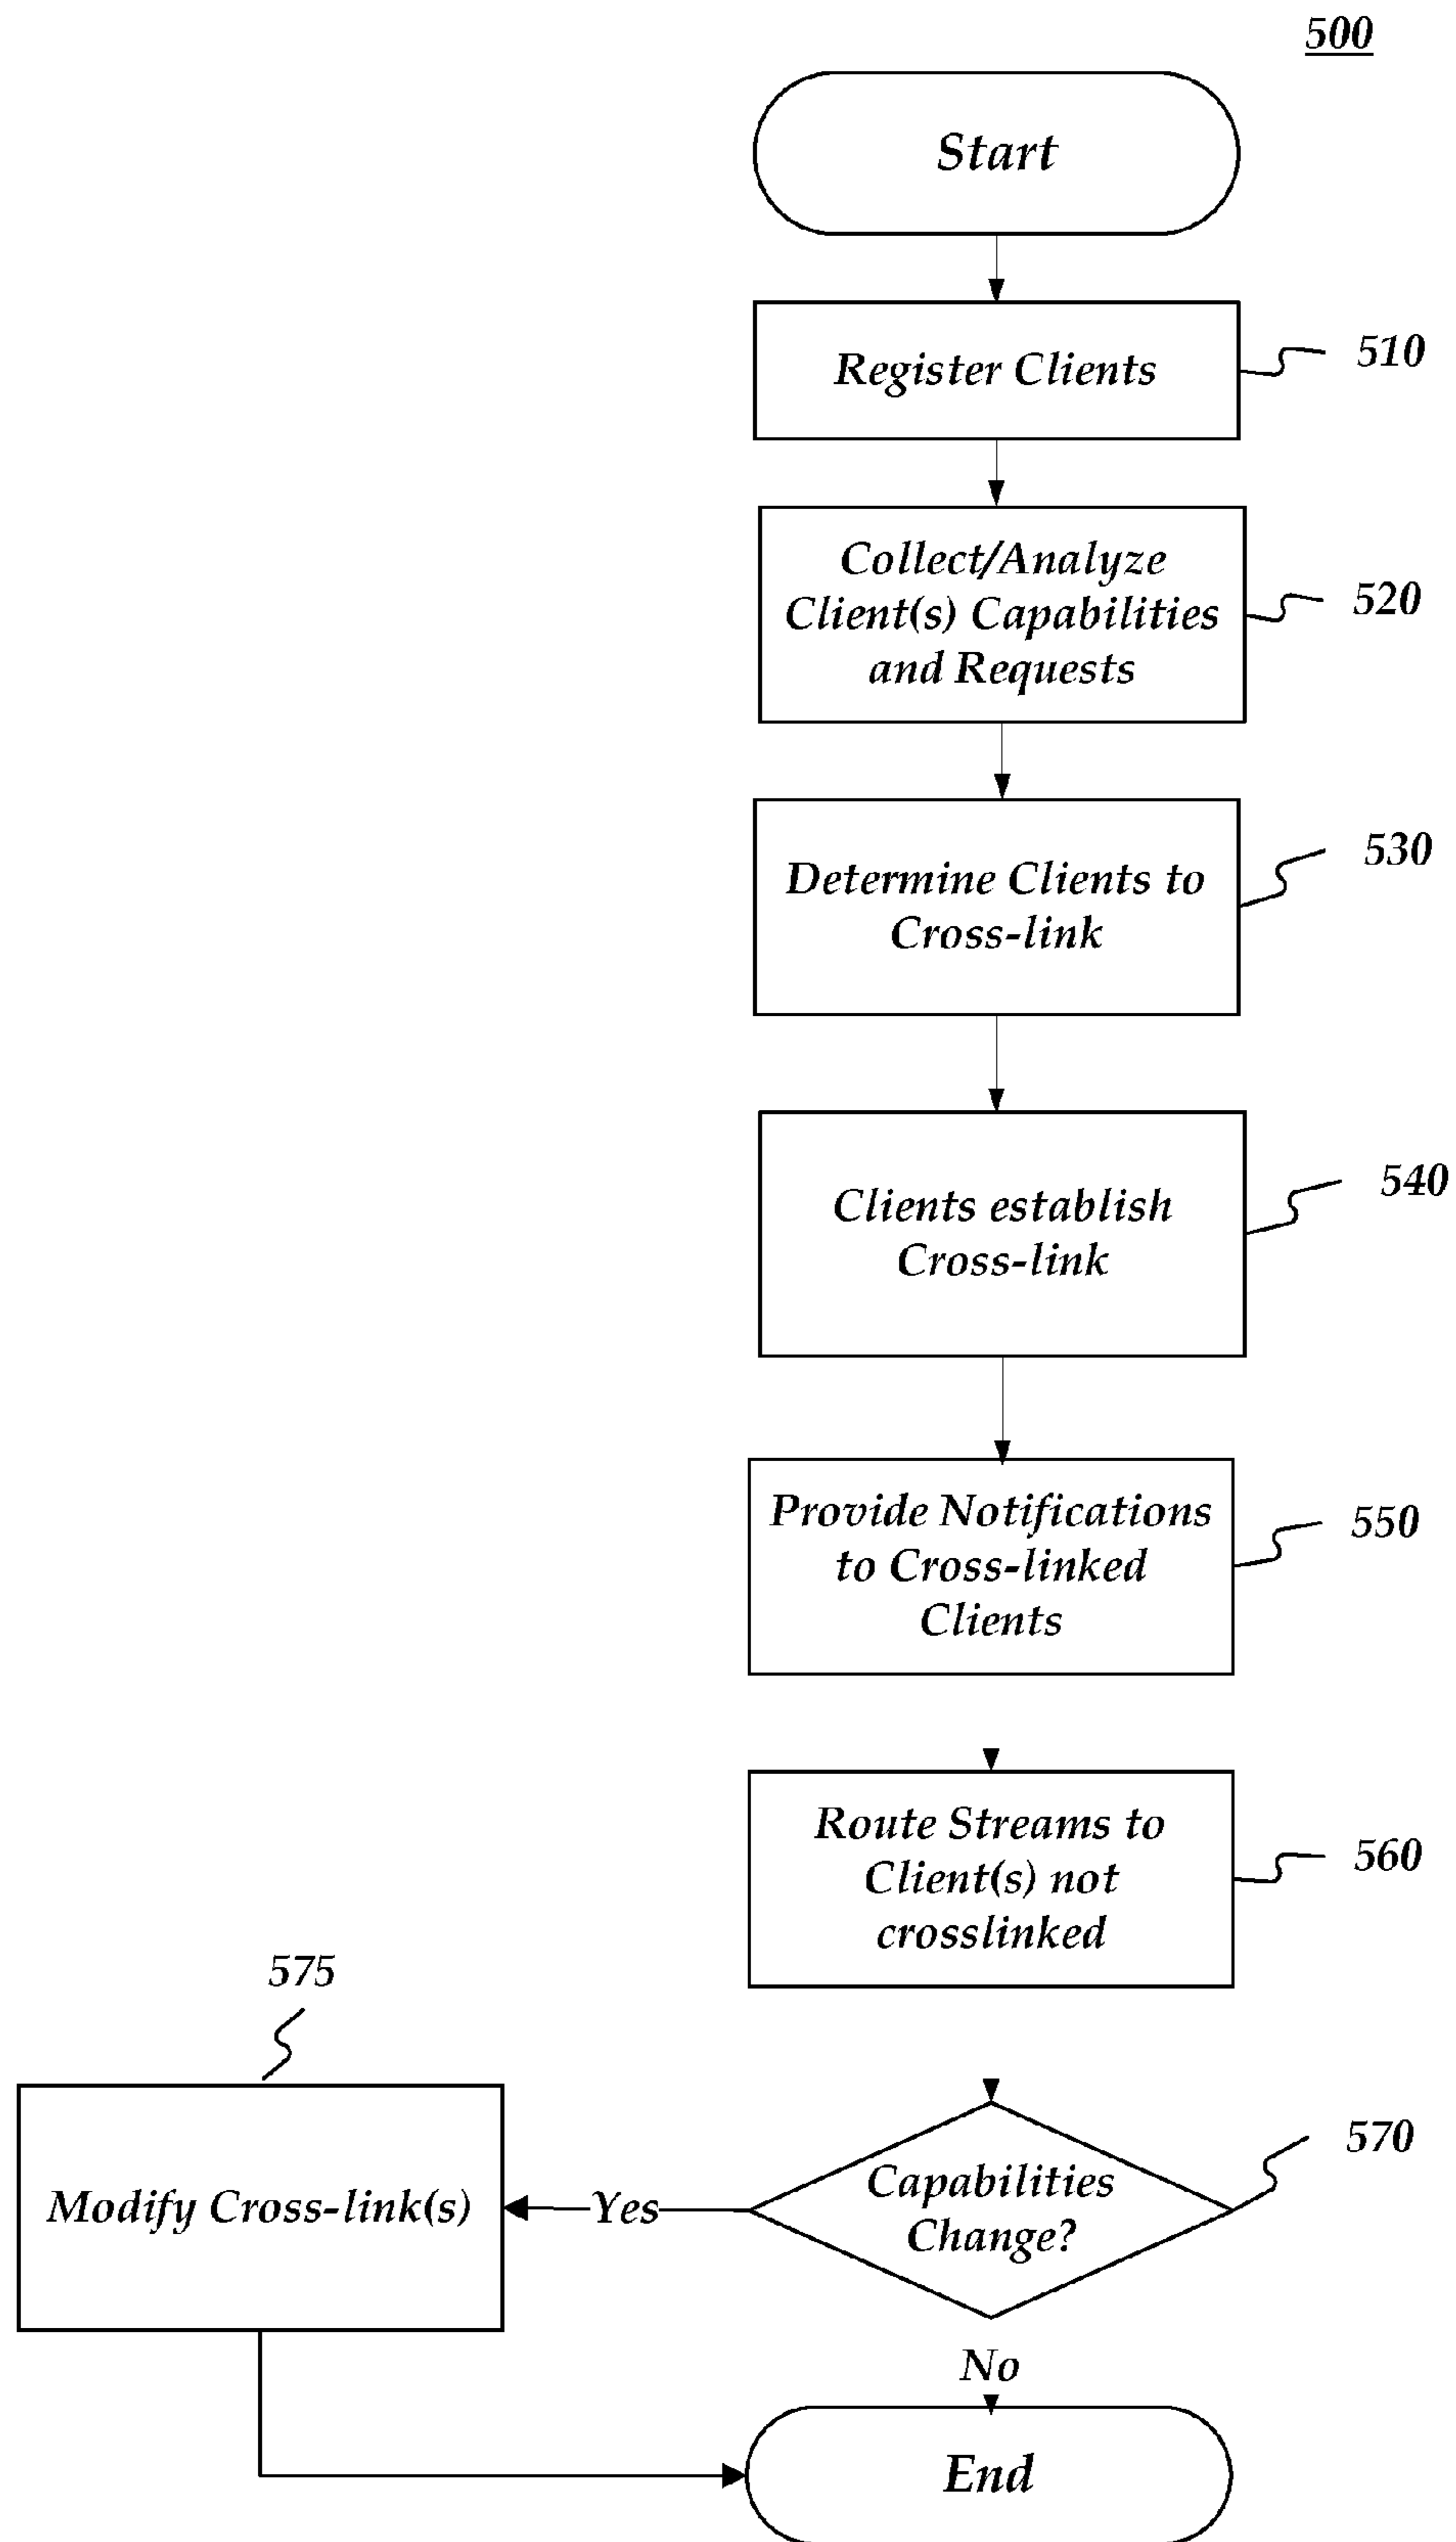 500
Start
Register Clients
510
Collect/Analyze
Client(s) Capabilities
and Requests
520
Determine Clients to
Cross-link
530
Clients establish
Cross-link
540
Provide Notifications
to Cross-linked
Clients
550
Route Streams to
Client(s) not
crosslinked
560
575
Modify Cross-link(s)
Yes
Capabilities
Change?
570
No
End